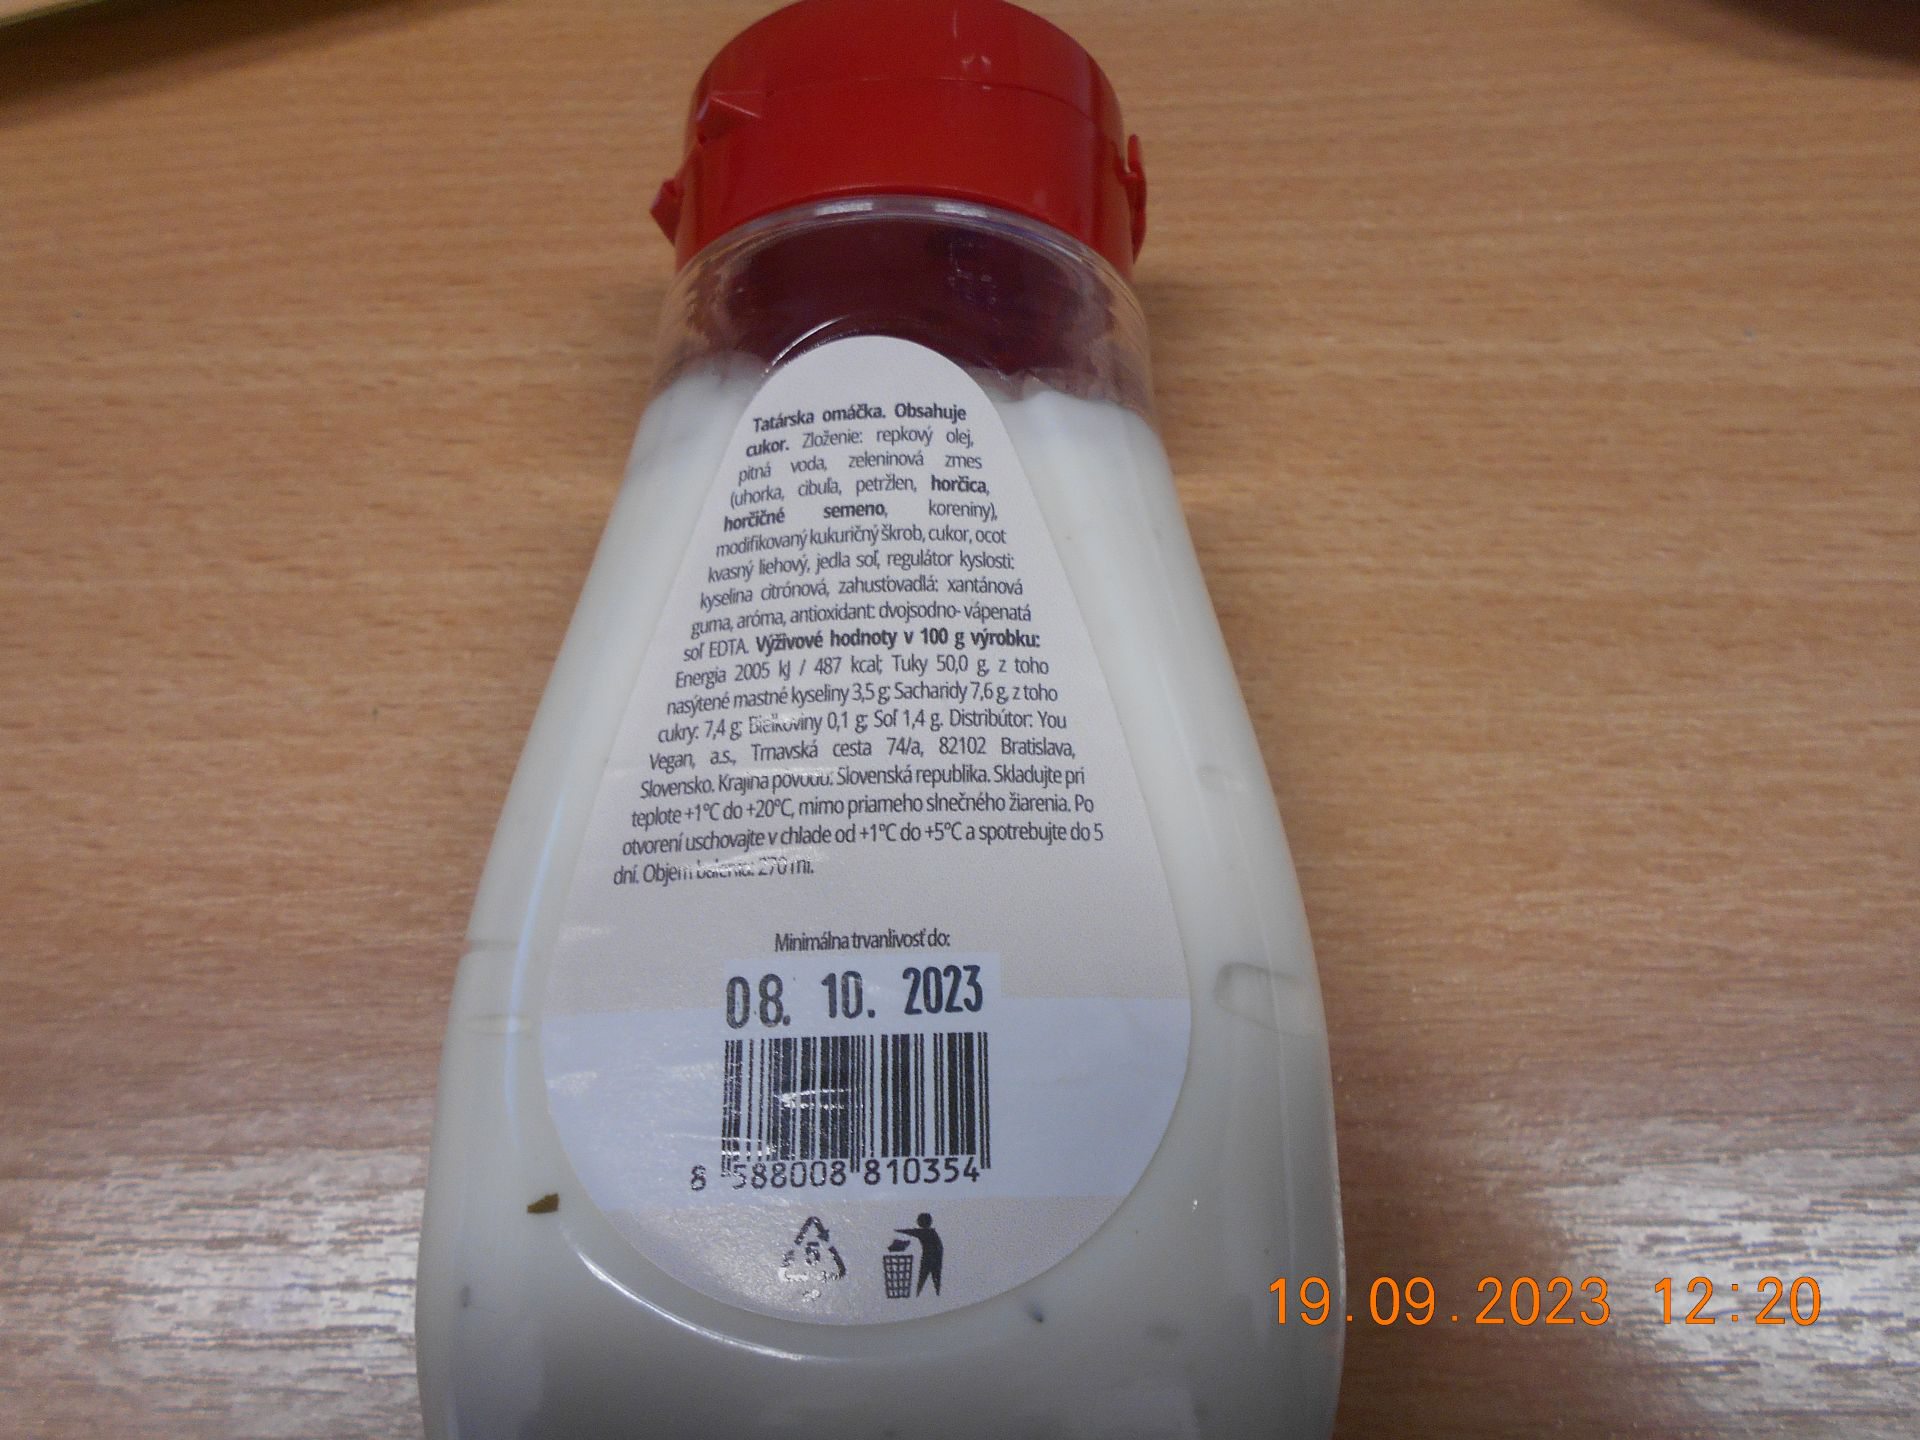 Tatárska omáčka. Obsahuje
cukor. Zloženie: repkový olej,
pitná voda, zeleninová zmes
(uhorka, cibuľa, petržlen, horčica,
horčičné semeno, koreniny),
modifikovaný kukuričný škrob, cukor, ocot
kvasný liehový, jedla soľ, regulátor kyslosti:
kyselina citrónová, zahusťovadlá: xantánová
guma, aróma, antioxidant: dvojsodno- vápenatá
soľ EDTA. Výživové hodnoty v 100 g výrobku:
Energia 2005 kJ / 487 kcal; Tuky 50,0 g, z toho
nasýtené mastné kyseliny 3,5 g; Sacharidy 7,6 g, z toho
cukry: 7,4 g; Bielkoviny 0,1 g; Soľ 1,4 g. Distribútor: You
Vegan, a.s., Trnavská cesta 74/a, 82102 Bratislava,
Slovensko. Krajina pôvodu: Slovenská republika. Skladujte pri
teplote +1°C do +20°C, mimo priameho slnečného žiarenia. Po
otvorení uschovajte v chlade od +1°C do +5°C a spotrebujte do 5
dní. Objem balenia: 270 ml.
Minimálna trvanlivosť do:
08. 10. 2023
8 588008 810354
5
19.09.2023 12:20